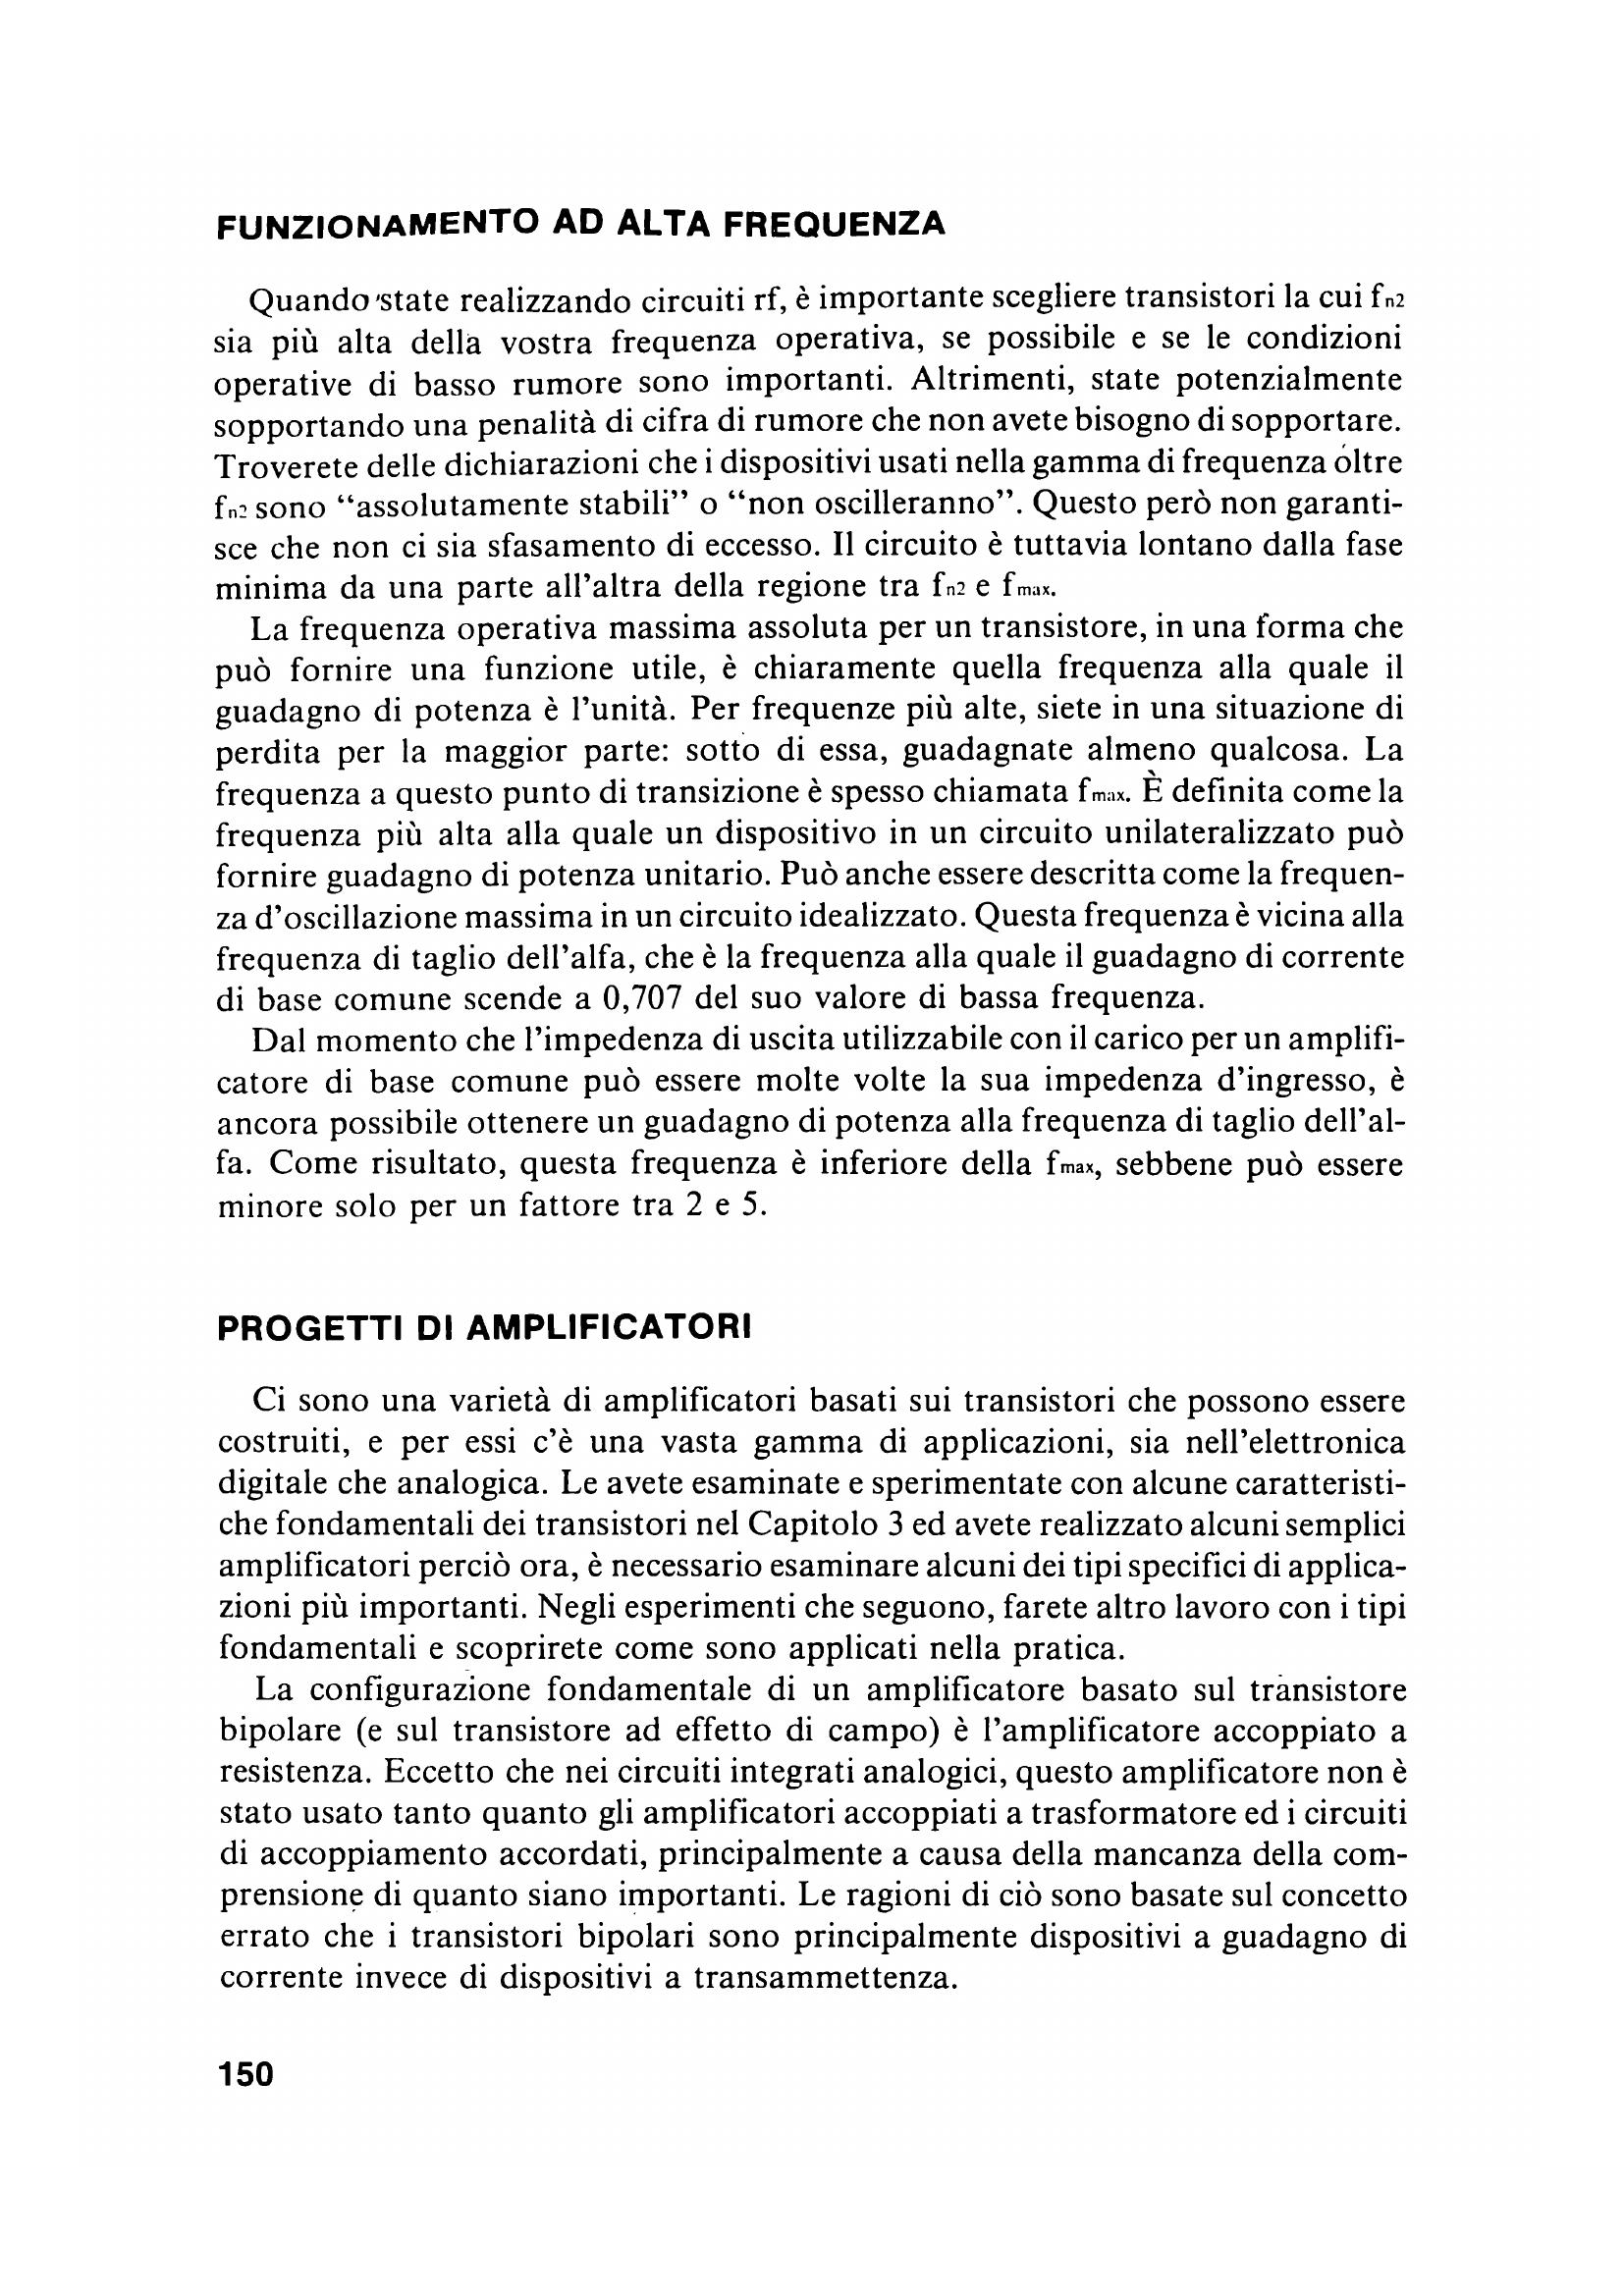 FUNZIONAMENTO AD ALTA FREQUENZA
Quando state realizzando circuiti rf, è importante scegliere transistori la cui fn2
sia più alta della vostra frequenza operativa, se possibile e se le condizioni
operative di basso rumore sono importanti. Altrimenti, state potenzialmente
sopportando una penalità di cifra di rumore che non avete bisogno di sopportare.
Troverete delle dichiarazioni che i dispositivi usati nella gamma di frequenza oltre
fn2 sono “assolutamente stabili” o “non oscilleranno”. Questo però non garanti-
sce che non ci sia sfasamento di eccesso. Il circuito è tuttavia lontano dalla fase
minima da una parte all’altra della regione tra fn2 e fmax.
La frequenza operativa massima assoluta per un transistore, in una forma che
può fornire una funzione utile, è chiaramente quella frequenza alla quale il
guadagno di potenza è l’unità. Per frequenze più alte, siete in una situazione di
perdita per la maggior parte: sotto di essa, guadagnate almeno qualcosa. La
frequenza a questo punto di transizione è spesso chiamata fmax. È definita come la
frequenza più alta alla quale un dispositivo in un circuito unilateralizzato può
fornire guadagno di potenza unitario. Può anche essere descritta come la frequen-
za d’oscillazione massima in un circuito idealizzato. Questa frequenza è vicina alla
frequenza di taglio dell’alfa, che è la frequenza alla quale il guadagno di corrente
di base comune scende a 0,707 del suo valore di bassa frequenza.
Dal momento che l’impedenza di uscita utilizzabile con il carico per un amplifi-
catore di base comune può essere molte volte la sua impedenza d’ingresso, è
ancora possibile ottenere un guadagno di potenza alla frequenza di taglio dell’al-
fa. Come risultato, questa frequenza è inferiore della fmax, sebbene può essere
minore solo per un fattore tra 2 e 5.
PROGETTI DI AMPLIFICATORI
Ci sono una varietà di amplificatori basati sui transistori che possono essere
costruiti, e per essi c’è una vasta gamma di applicazioni, sia nell’elettronica
digitale che analogica. Le avete esaminate e sperimentate con alcune caratteristi-
che fondamentali dei transistori nel Capitolo 3 ed avete realizzato alcuni semplici
amplificatori perciò ora, è necessario esaminare alcuni dei tipi specifici di applica-
zioni più importanti. Negli esperimenti che seguono, farete altro lavoro con i tipi
fondamentali e scoprirete come sono applicati nella pratica.
La configurazione fondamentale di un amplificatore basato sul transistore
bipolare (e sul transistore ad effetto di campo) è l’amplificatore accoppiato a
resistenza. Eccetto che nei circuiti integrati analogici, questo amplificatore non è
stato usato tanto quanto gli amplificatori accoppiati a trasformatore ed i circuiti
di accoppiamento accordati, principalmente a causa della mancanza della com-
prensione di quanto siano importanti. Le ragioni di ciò sono basate sul concetto
errato che i transistori bipolari sono principalmente dispositivi a guadagno di
corrente invece di dispositivi a transammettenza.
150